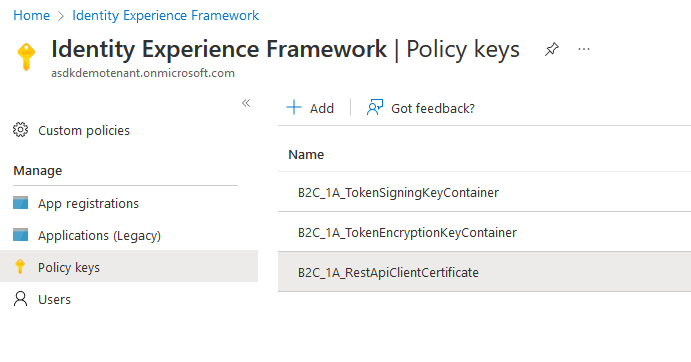 Home > Identity Experience Framework >
Identity Experience Framework | Policy keys ...
asdkdemotenant.onmicrosoft.com
«
+ Add | Got feedback?
Custom policies
Manage
App registrations
Applications (Legacy)
Policy keys
Users
Name
B2C_1A_TokenSigningKeyContainer
B2C_1A_TokenEncryptionKeyContainer
B2C_1A_RestApiClientCertificate